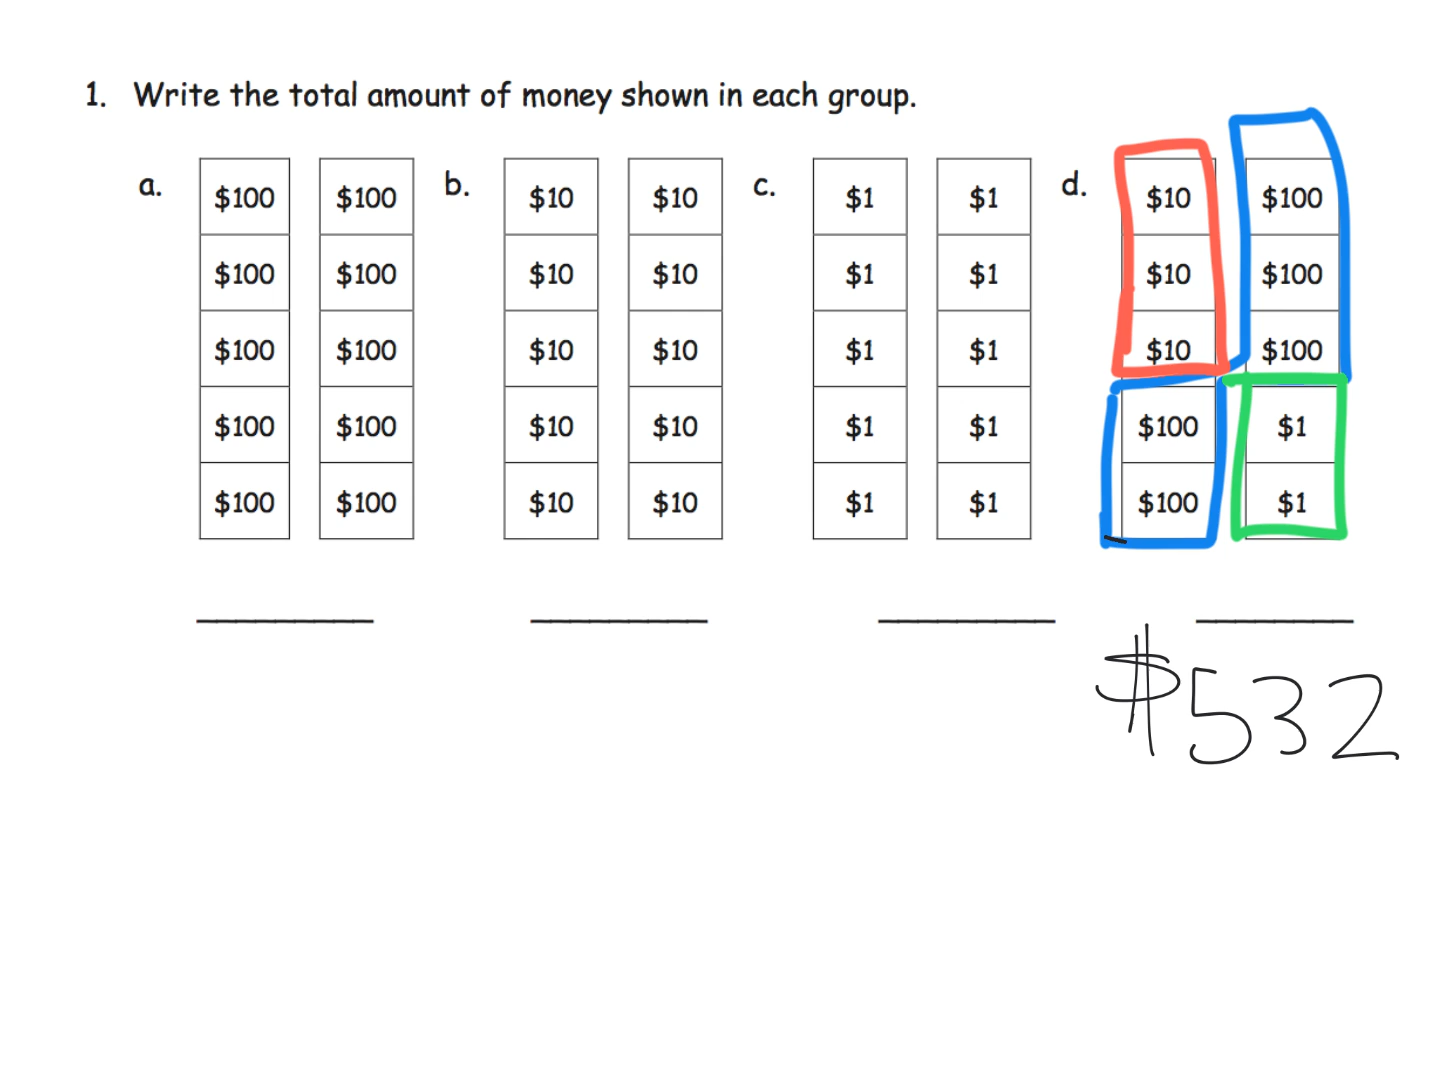 1. Write the total amount of money shown in each group.
a. $100 $100 b. $10 $10 c. $1 $1 d. $10 $100
$100 $100 $10 $10 $1 $1 $10 $100
$100 $100 $10 $10 $1 $1 $10 $100
$100 $100 $10 $10 $1 $1 $100 $1
$100 $100 $10 $10 $1 $1 $100 $1
$532